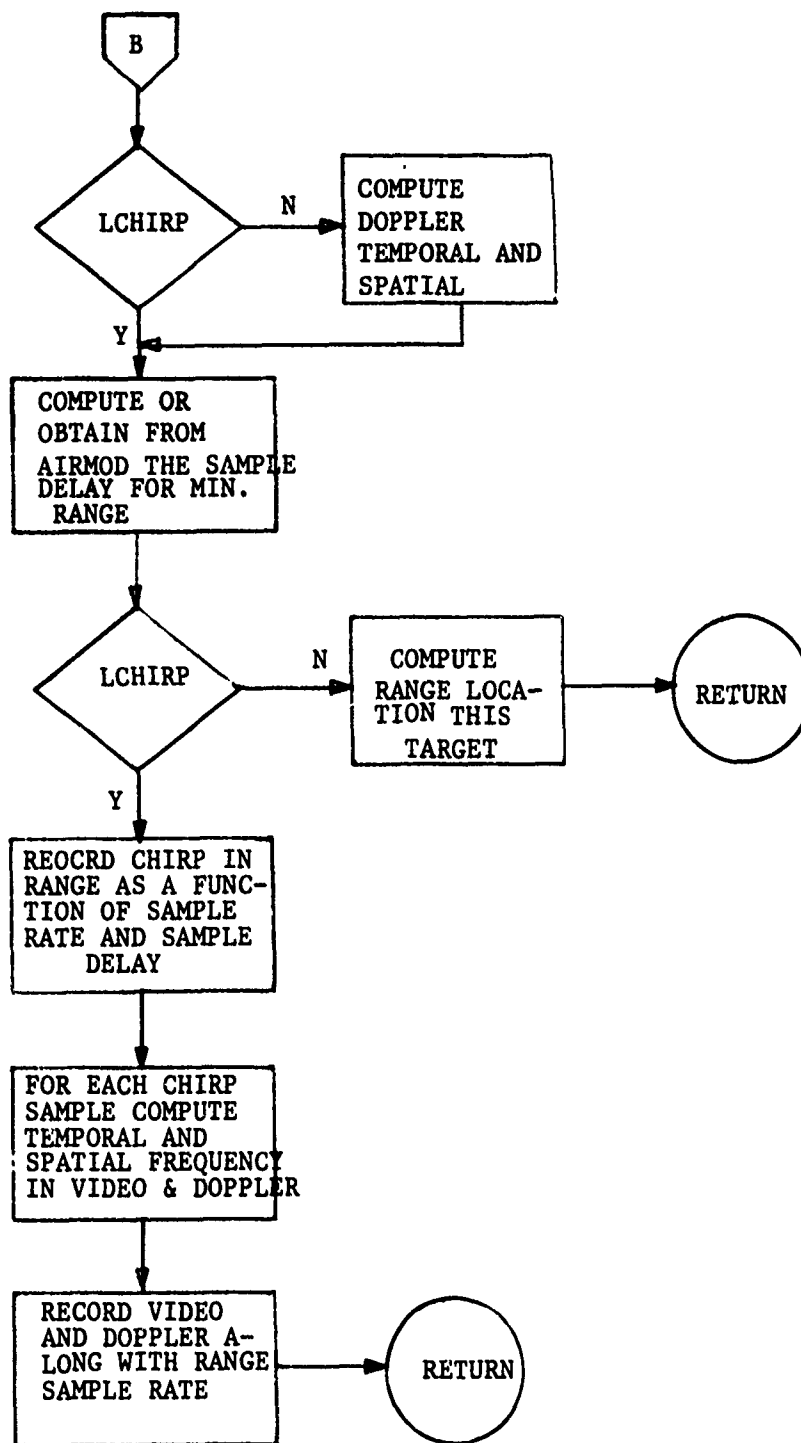 B
LCHIRP
N
COMPUTE
DOPPLER
TEMPORAL AND
SPATIAL
Y
COMPUTE OR
OBTAIN FROM
AIRMOD THE SAMPLE
DELAY FOR MIN.
RANGE
LCHIRP
N
COMPUTE
RANGE LOCA-
TION THIS
TARGET
RETURN
Y
REOCRD CHIRP IN
RANGE AS A FUNC-
TION OF SAMPLE
RATE AND SAMPLE
DELAY
FOR EACH CHIRP
SAMPLE COMPUTE
TEMPORAL AND
SPATIAL FREQUENCY
IN VIDEO & DOPPLER
RECORD VIDEO
AND DOPPLER A-
LONG WITH RANGE
SAMPLE RATE
RETURN